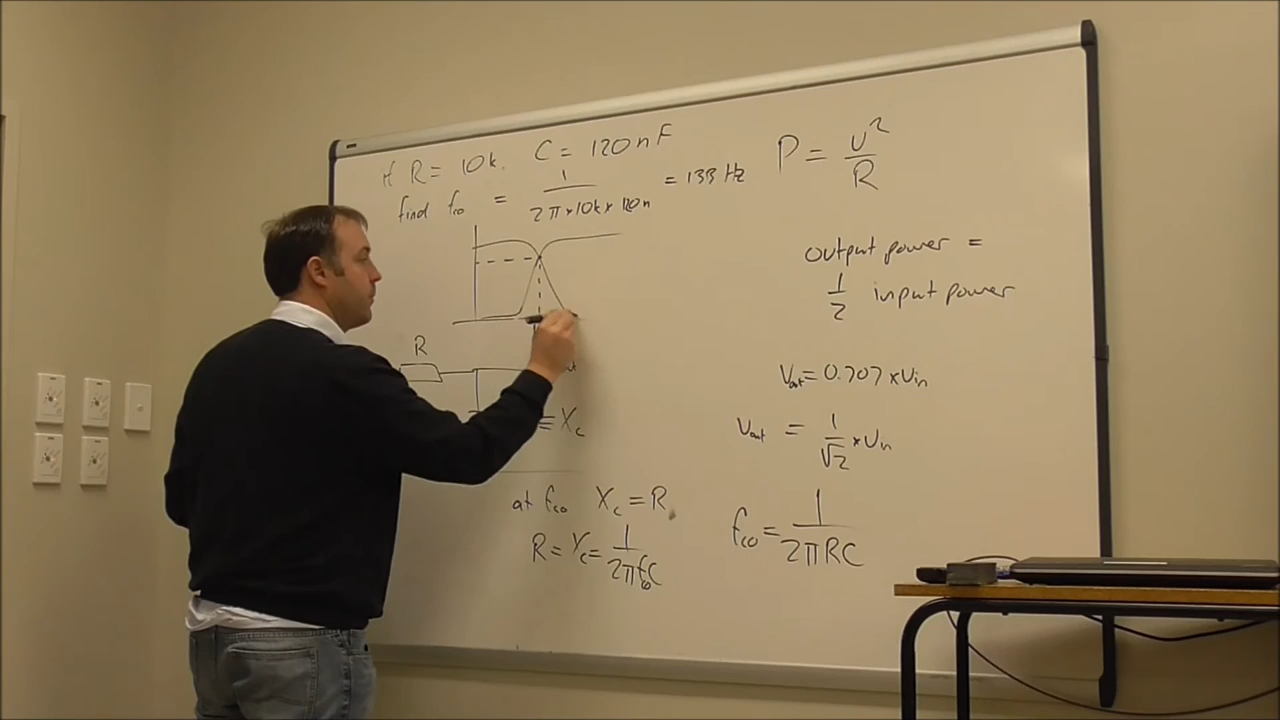 if R = 10k. C = 120nF
find fco = 1/(2π×10k×120n) = 133 Hz
P = v²/R
output power =
1/2 input power
R
Vout = 0.707 × Vin
≡ Xc
Vout = 1/√2 × Vin
at fco Xc = R
R = Xc = 1/(2πfcoC)
fco = 1/(2πRC)